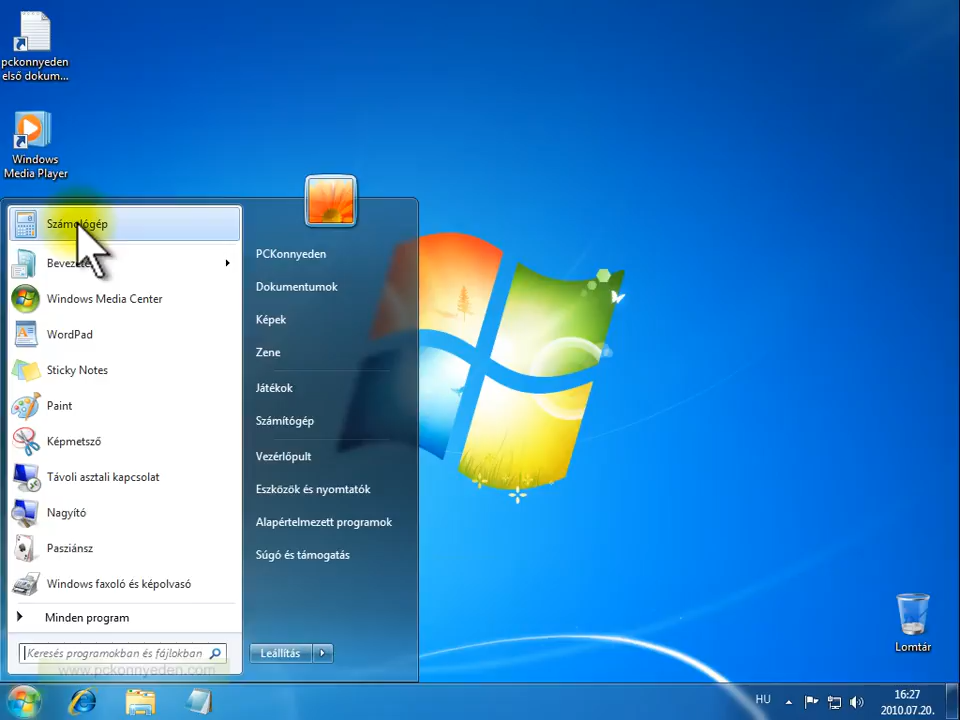 pckonnyeden
első dokum...
Windows
Media Player
Számológép
Windows Media Center
WordPad
Sticky Notes
Paint
Képmetsző
Távoli asztali kapcsolat
Nagyító
Pasziánsz
Windows faxoló és képolvasó
Minden program
Keresés programokban és fájlokban
www.pckonnyeden.com
PCKonnyeden
Dokumentumok
Képek
Zene
Játékok
Számítógép
Vezérlőpult
Eszközök és nyomtatók
Alapértelmezett programok
Súgó és támogatás
Leállítás
Lomtár
HU
16:27
2010.07.20.